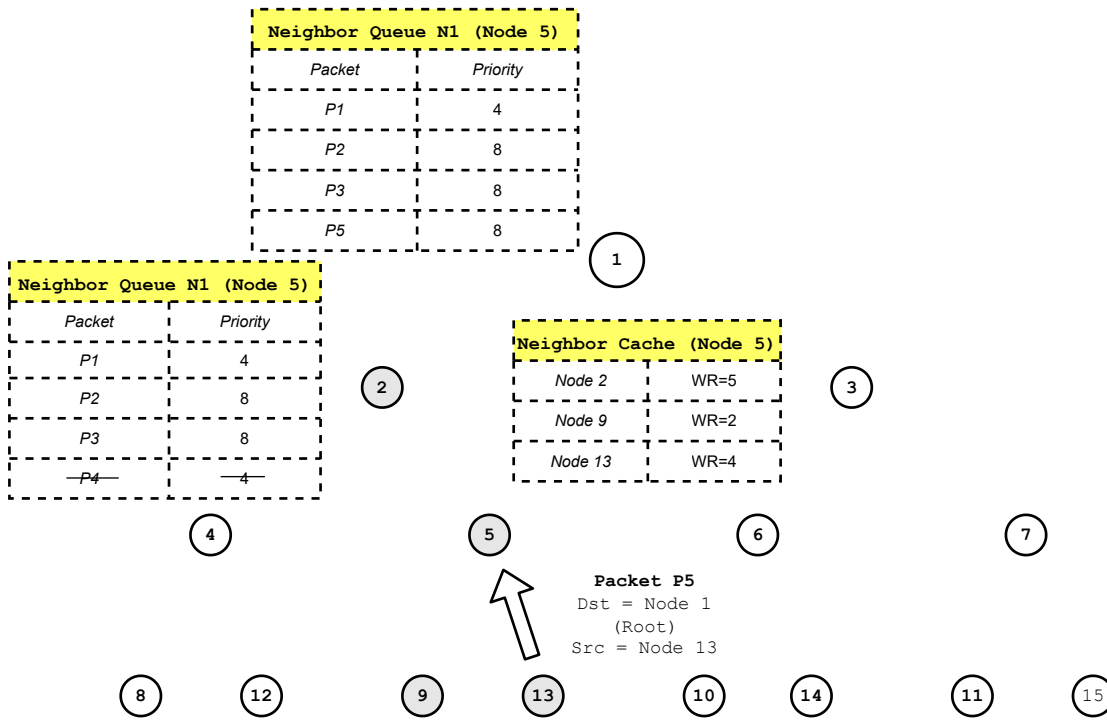 Neighbor Queue N1 (Node 5)
Packet Priority
P1 4
P2 8
P3 8
P5 8
1
Neighbor Queue N1 (Node 5)
Packet Priority
P1 4
P2 8
P3 8
P4 4
2
Neighbor Cache (Node 5)
Node 2 WR=5
Node 9 WR=2
Node 13 WR=4
3
4 5 6 7
Packet P5
Dst = Node 1
(Root)
Src = Node 13
8 12 9 13 10 14 11 15